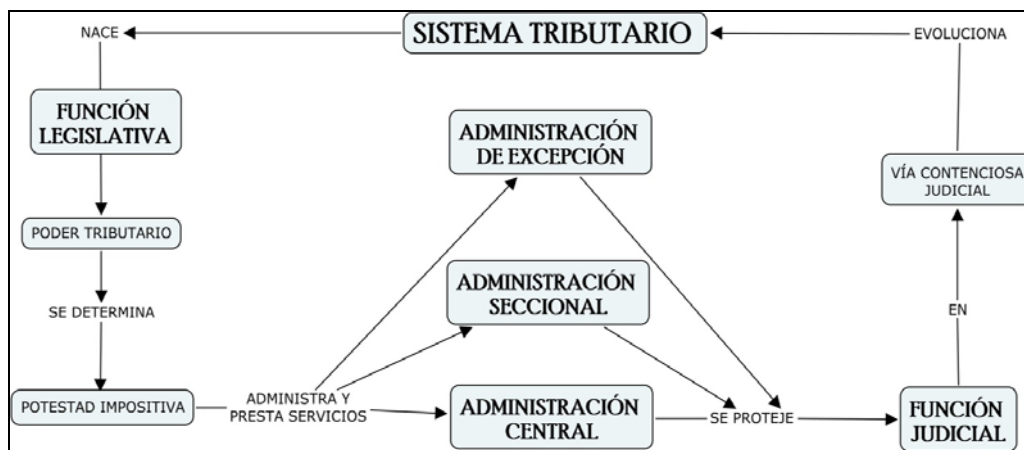 SISTEMA TRIBUTARIO
NACE
FUNCIÓN
LEGISLATIVA
PODER TRIBUTARIO
SE DETERMINA
POTESTAD IMPOSITIVA
ADMINISTRA Y
PRESTA SERVICIOS
ADMINISTRACIÓN
DE EXCEPCIÓN
ADMINISTRACIÓN
SECCIONAL
ADMINISTRACIÓN
CENTRAL
SE PROTEJE
FUNCIÓN
JUDICIAL
EN
VÍA CONTENCIOSA
JUDICIAL
EVOLUCIONA